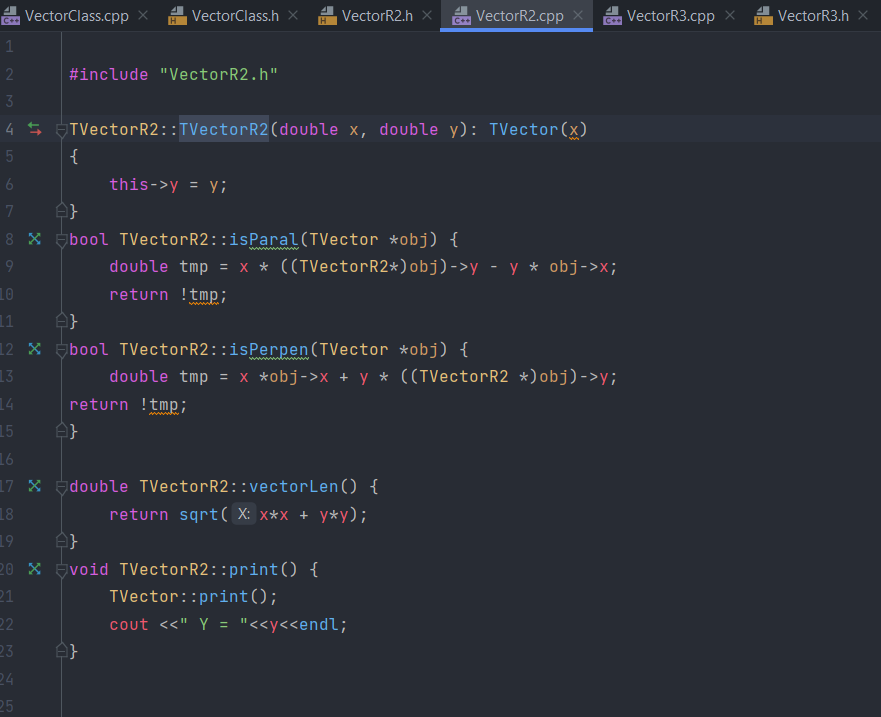 VectorClass.cpp VectorClass.h VectorR2.h VectorR2.cpp VectorR3.cpp VectorR3.h
1
2 #include "VectorR2.h"
3
4 TVectorR2::TVectorR2(double x, double y): TVector(x)
5 {
6 this->y = y;
7 }
8 bool TVectorR2::isParal(TVector *obj) {
9 double tmp = x * ((TVectorR2*)obj)->y - y * obj->x;
10 return !tmp;
11 }
12 bool TVectorR2::isPerpen(TVector *obj) {
13 double tmp = x *obj->x + y * ((TVectorR2 *)obj)->y;
14 return !tmp;
15 }
16
17 double TVectorR2::vectorLen() {
18 return sqrt( X: x*x + y*y);
19 }
20 void TVectorR2::print() {
21 TVector::print();
22 cout <<" Y = "<<y<<endl;
23 }
24
25